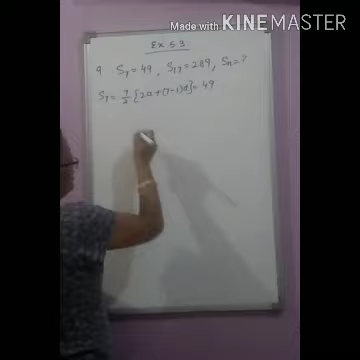 Made with KINEMASTER
Ex 5.3
9 S₇ = 49, S₁₇ = 289, Sₙ = ?
S₇ = 7/2 {2a + (7-1)d} = 49